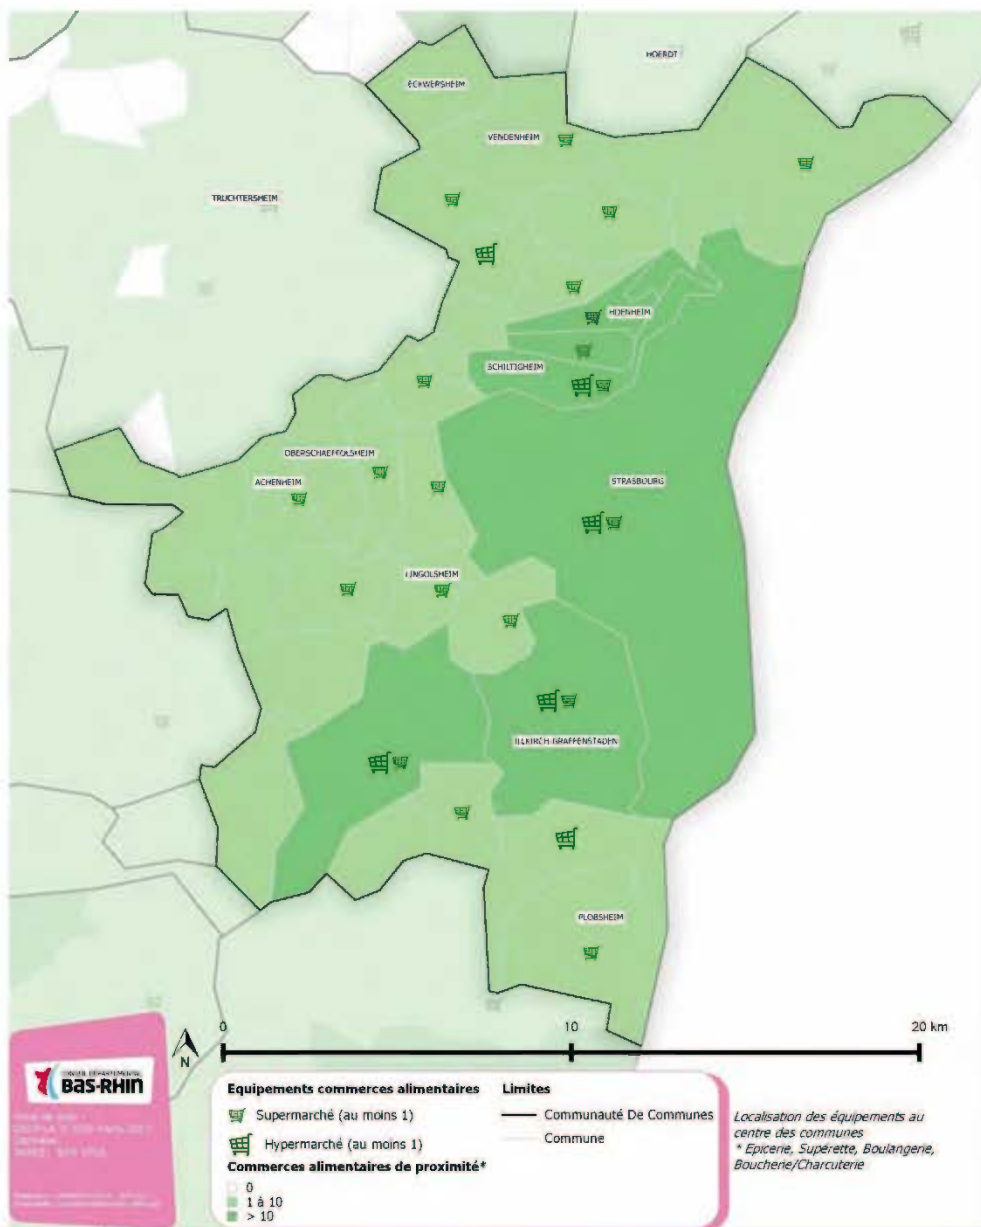 HOERDT
ECKWERSHEIM
VENDENHEIM
TRUCHTERSHEIM
HOENHEIM
SCHILTIGHEIM
OBERSCHAEFFOLSHEIM
ACHENHEIM
STRASBOURG
LINGOLSHEIM
ILLKIRCH-GRAFFENSTADEN
PLOBSHEIM
0 10 20 km
N
CONSEIL DEPARTEMENTAL
BAS-RHIN
Equipements commerces alimentaires
Supermarché (au moins 1)
Hypermarché (au moins 1)
Commerces alimentaires de proximité*
0
1 à 10
> 10
Limites
Communauté De Communes
Commune
Localisation des équipements au
centre des communes
* Epicerie, Supérette, Boulangerie,
Boucherie/Charcuterie